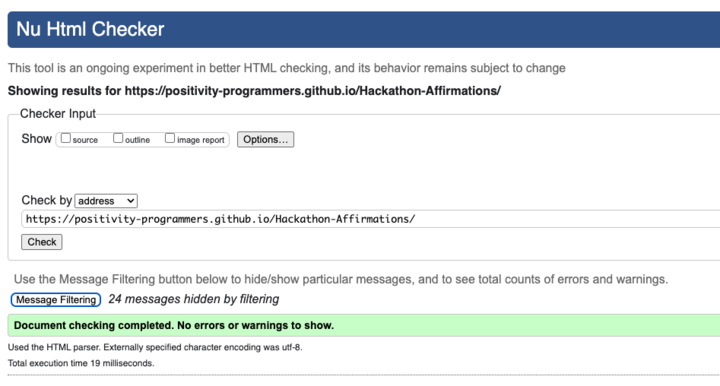 Nu Html Checker
This tool is an ongoing experiment in better HTML checking, and its behavior remains subject to change
Showing results for https://positivity-programmers.github.io/Hackathon-Affirmations/
Checker Input
Show source outline image report Options...
Check by address
https://positivity-programmers.github.io/Hackathon-Affirmations/
Check
Use the Message Filtering button below to hide/show particular messages, and to see total counts of errors and warnings.
Message Filtering 24 messages hidden by filtering
Document checking completed. No errors or warnings to show.
Used the HTML parser. Externally specified character encoding was utf-8.
Total execution time 19 milliseconds.